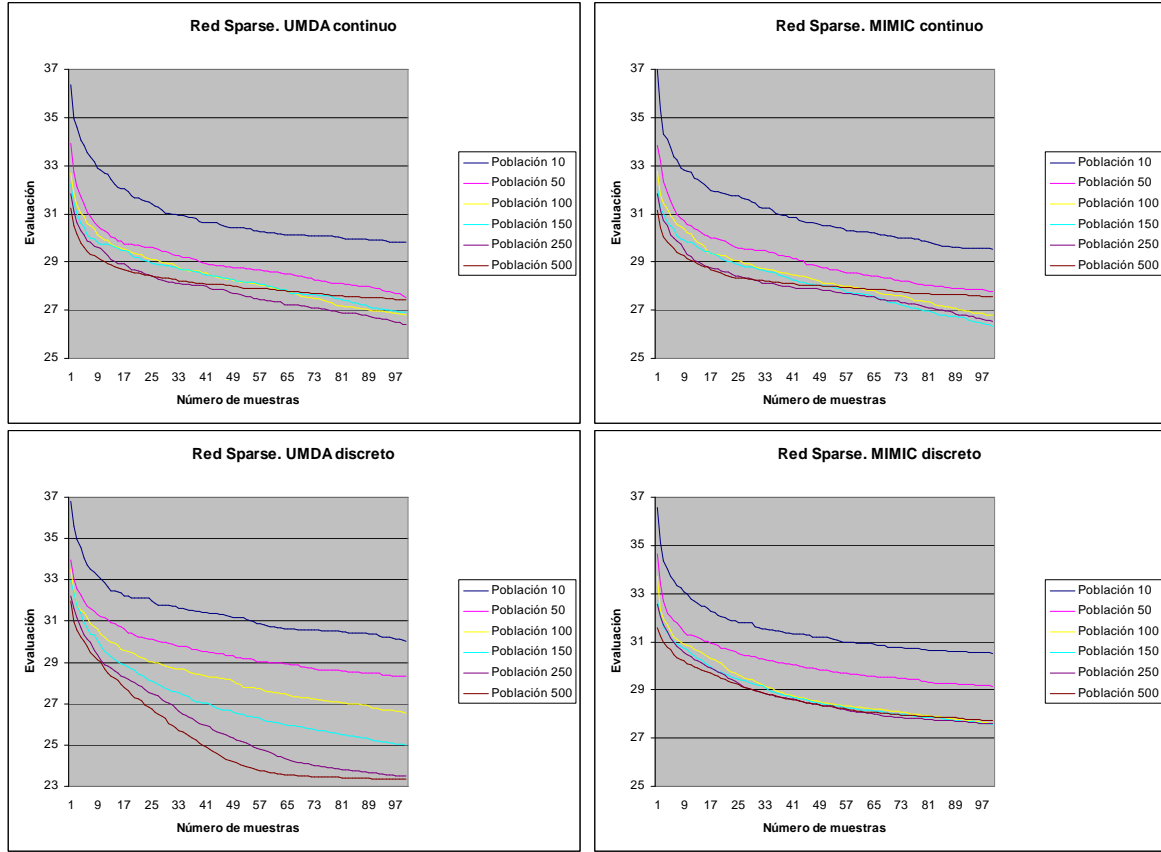 Red Sparse. UMDA continuo
37
35
33
31
29
27
25
Evaluación
1 9 17 25 33 41 49 57 65 73 81 89 97
Número de muestras
Población 10
Población 50
Población 100
Población 150
Población 250
Población 500
Red Sparse. MIMIC continuo
37
35
33
31
29
27
25
Evaluación
1 9 17 25 33 41 49 57 65 73 81 89 97
Número de muestras
Población 10
Población 50
Población 100
Población 150
Población 250
Población 500
Red Sparse. UMDA discreto
37
35
33
31
29
27
25
23
Evaluación
1 9 17 25 33 41 49 57 65 73 81 89 97
Número de muestras
Población 10
Población 50
Población 100
Población 150
Población 250
Población 500
Red Sparse. MIMIC discreto
37
35
33
31
29
27
25
Evaluación
1 9 17 25 33 41 49 57 65 73 81 89 97
Número de muestras
Población 10
Población 50
Población 100
Población 150
Población 250
Población 500